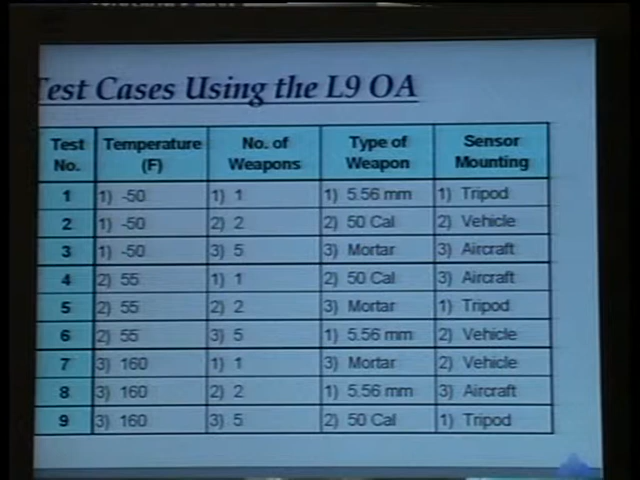 Test Cases Using the L9 OA
Test No. Temperature (F) No. of Weapons Type of Weapon Sensor Mounting
1 1) -50 1) 1 1) 5.56 mm 1) Tripod
2 1) -50 2) 2 2) 50 Cal 2) Vehicle
3 1) -50 3) 5 3) Mortar 3) Aircraft
4 2) 55 1) 1 2) 50 Cal 3) Aircraft
5 2) 55 2) 2 3) Mortar 1) Tripod
6 2) 55 3) 5 1) 5.56 mm 2) Vehicle
7 3) 160 1) 1 3) Mortar 2) Vehicle
8 3) 160 2) 2 1) 5.56 mm 3) Aircraft
9 3) 160 3) 5 2) 50 Cal 1) Tripod